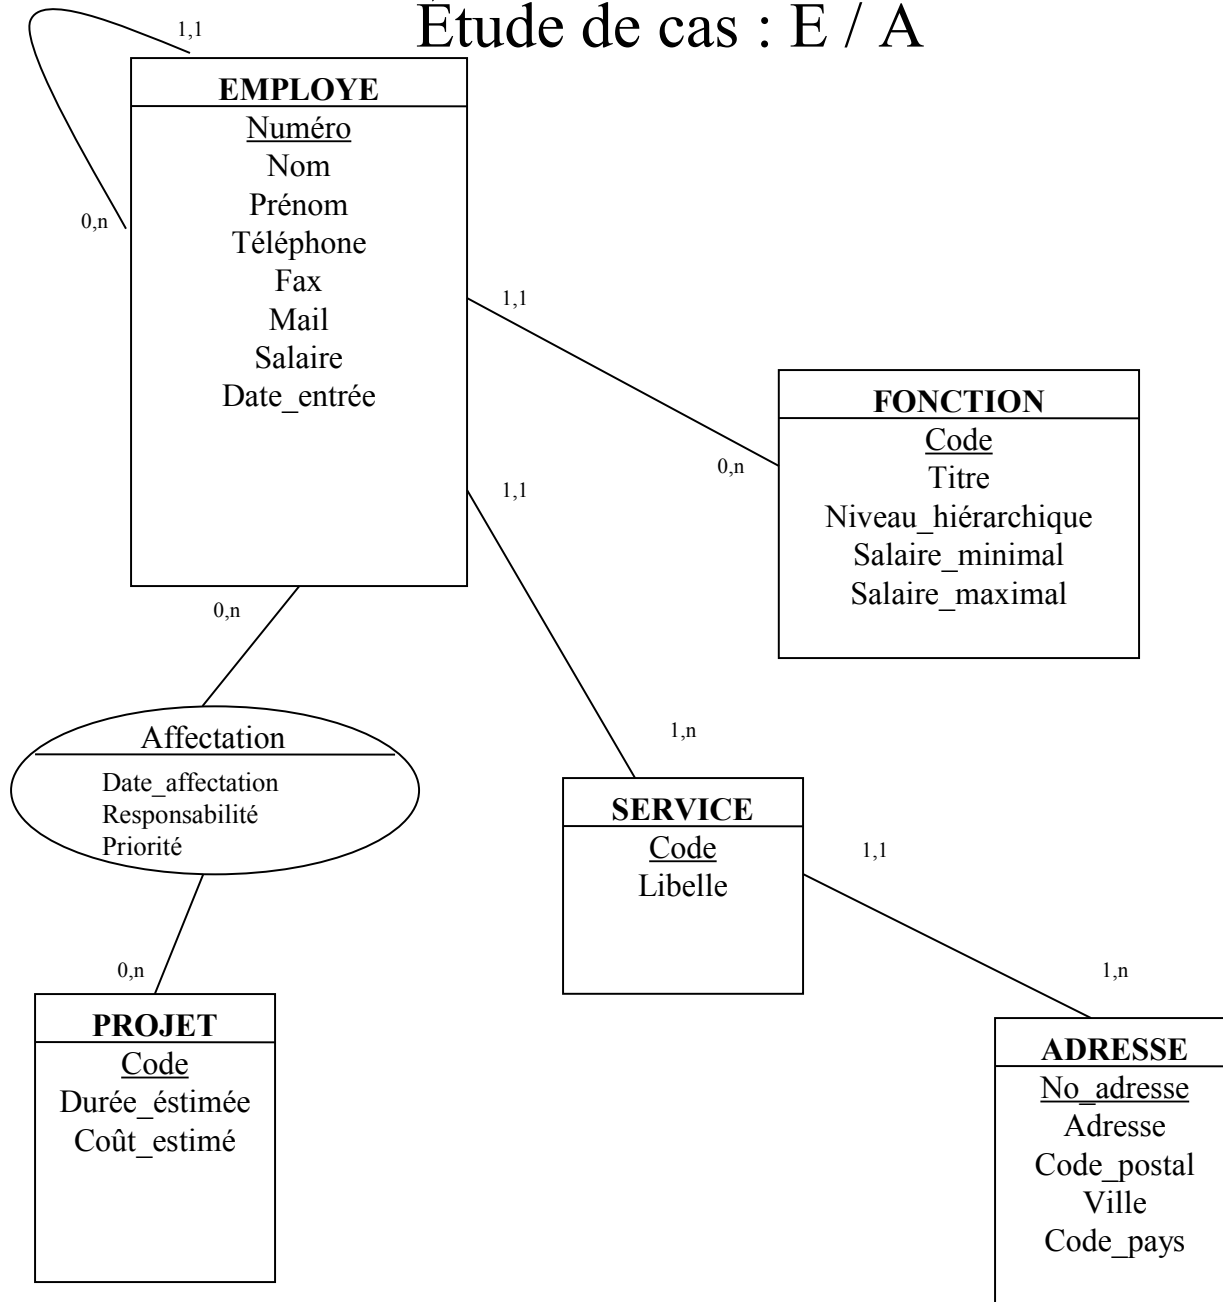 Étude de cas : E / A
1,1
EMPLOYE
Numéro
Nom
Prénom
Téléphone
Fax
Mail
Salaire
Date_entrée
0,n
1,1
0,n
FONCTION
Code
Titre
Niveau_hiérarchique
Salaire_minimal
Salaire_maximal
1,1
1,n
0,n
Affectation
Date_affectation
Responsabilité
Priorité
0,n
SERVICE
Code
Libelle
1,1
1,n
PROJET
Code
Durée_éstimée
Coût_estimé
ADRESSE
No_adresse
Adresse
Code_postal
Ville
Code_pays